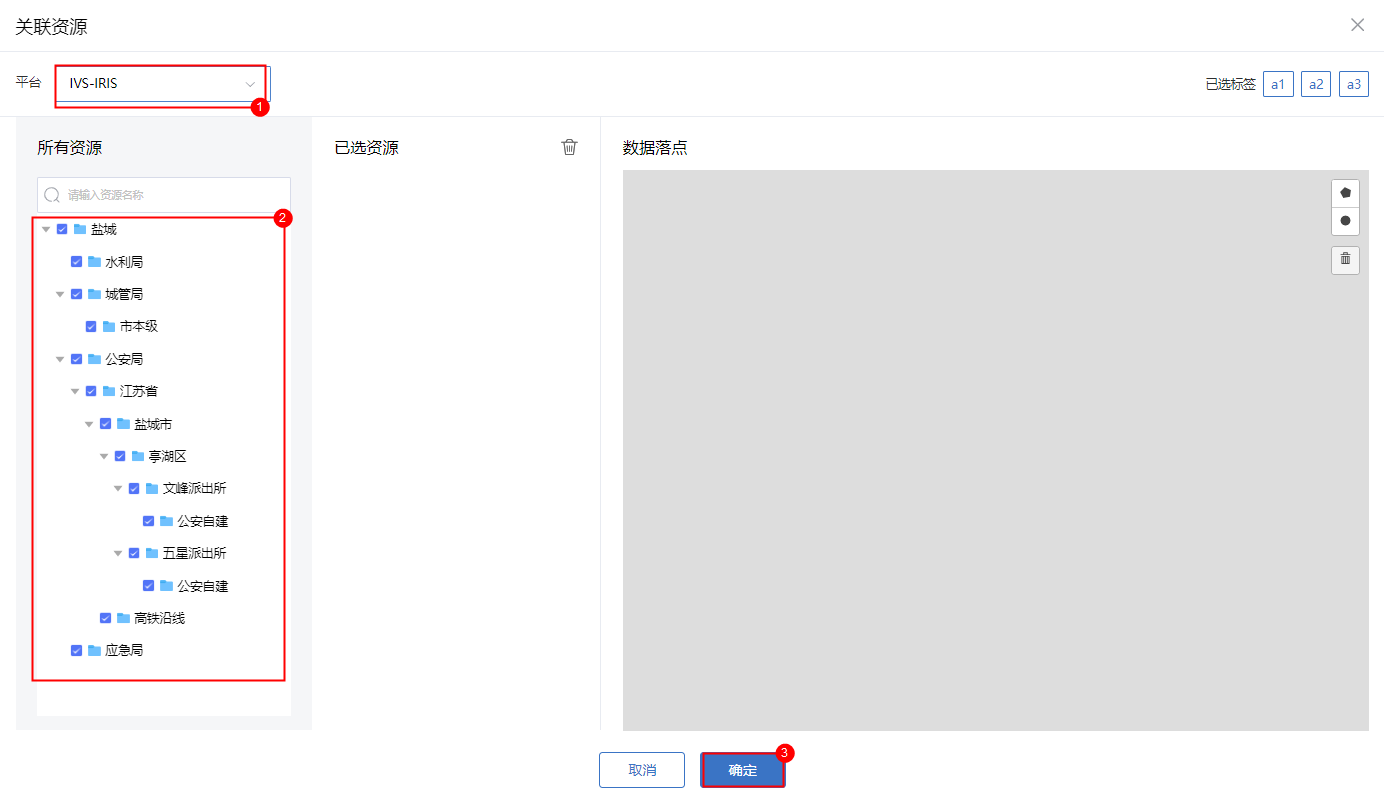 关联资源
平台 IVS-IRIS 已选标签 a1 a2 a3
1
所有资源 已选资源 数据落点
请输入资源名称
2
盐城
水利局
城管局
市本级
公安局
江苏省
盐城市
亭湖区
文峰派出所
公安自建
五星派出所
公安自建
高铁沿线
应急局
3
取消 确定